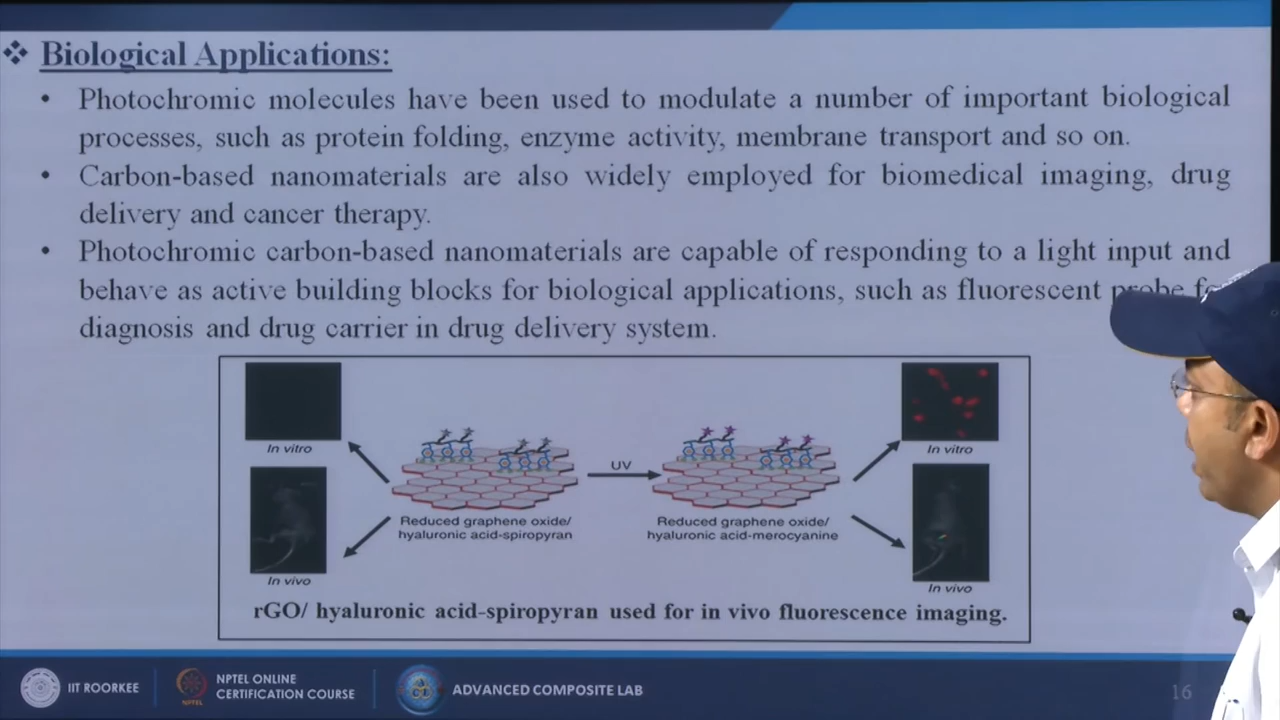 Biological Applications:
• Photochromic molecules have been used to modulate a number of important biological
processes, such as protein folding, enzyme activity, membrane transport and so on.
• Carbon-based nanomaterials are also widely employed for biomedical imaging, drug
delivery and cancer therapy.
• Photochromic carbon-based nanomaterials are capable of responding to a light input and
behave as active building blocks for biological applications, such as fluorescent probe
diagnosis and drug carrier in drug delivery system.
In vitro
In vivo
Reduced graphene oxide/
hyaluronic acid-spiropyran
UV
Reduced graphene oxide/
hyaluronic acid-merocyanine
In vitro
In vivo
rGO/ hyaluronic acid-spiropyran used for in vivo fluorescence imaging.
IIT ROORKEE
NPTEL ONLINE
CERTIFICATION COURSE
NPTEL
ADVANCED COMPOSITE LAB
16